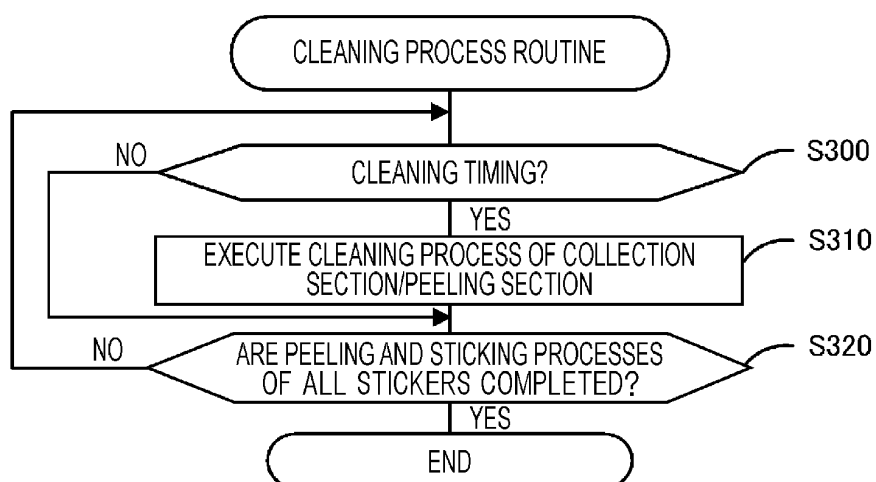 CLEANING PROCESS ROUTINE
NO
CLEANING TIMING?
S300
YES
EXECUTE CLEANING PROCESS OF COLLECTION
SECTION/PEELING SECTION
S310
NO
ARE PEELING AND STICKING PROCESSES
OF ALL STICKERS COMPLETED?
S320
YES
END